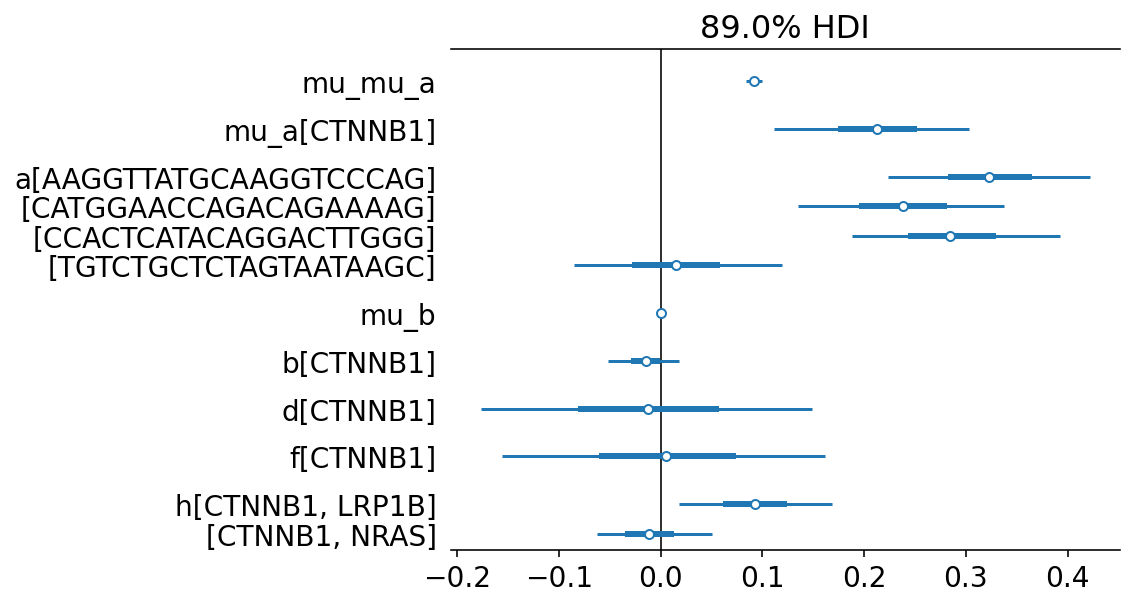 89.0% HDI
mu_mu_a
mu_a[CTNNB1]
a[AAGGTTATGCAAGGTCCCAG]
[CATGGAACCAGACAGAAAAG]
[CCACTCATACAGGACTTGGG]
[TGTCTGCTCTAGTAATAAGC]
mu_b
b[CTNNB1]
d[CTNNB1]
f[CTNNB1]
h[CTNNB1, LRP1B]
[CTNNB1, NRAS]
−0.2 −0.1 0.0 0.1 0.2 0.3 0.4